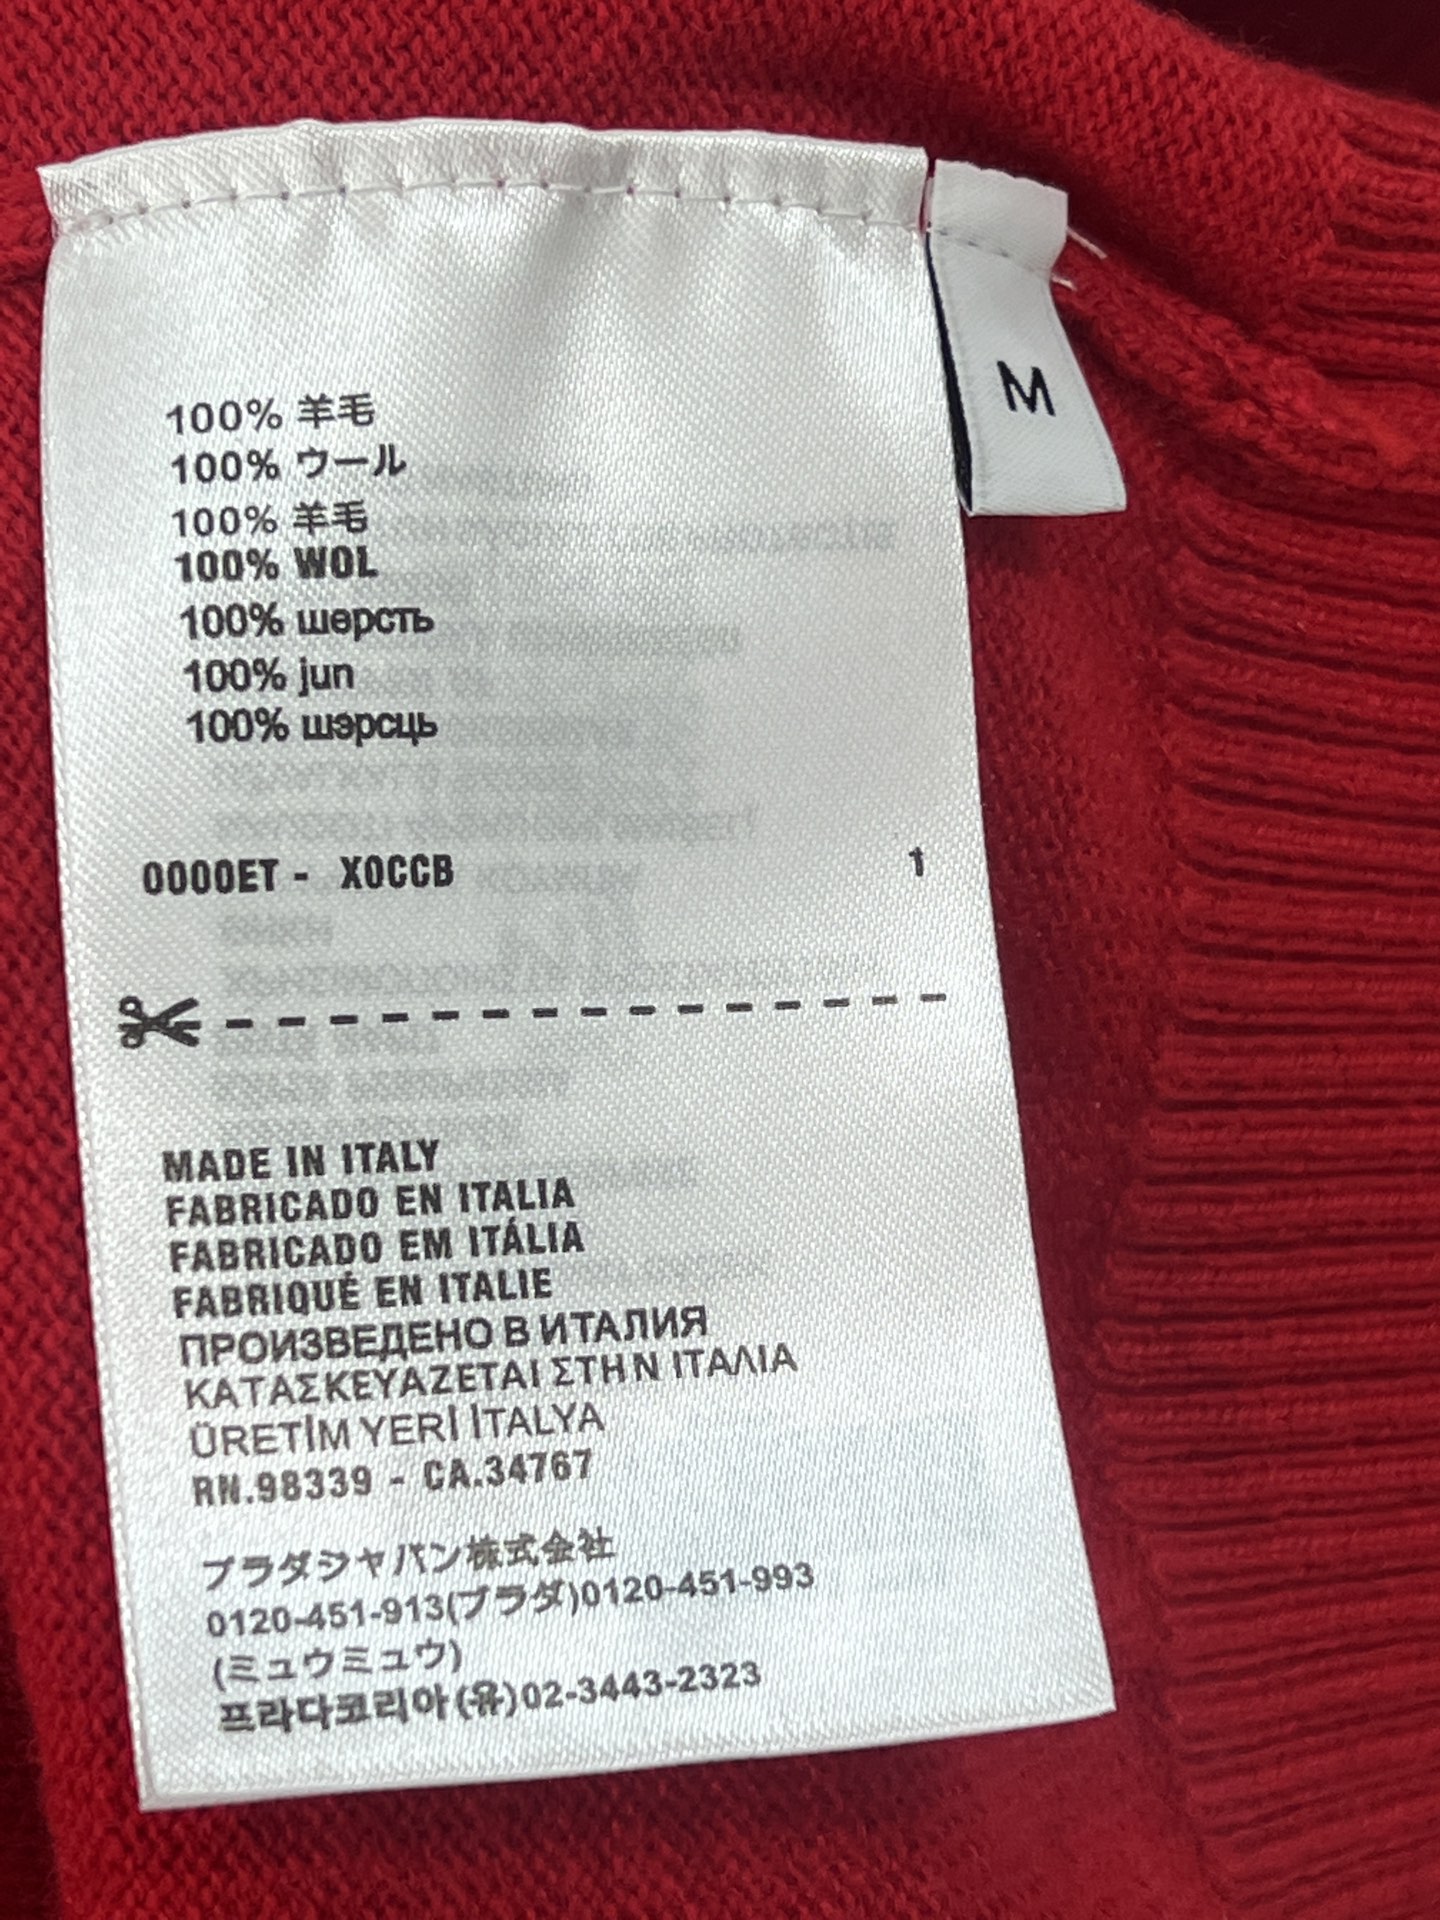 M
100% 羊毛
100% ウール
100% 羊毛
100% WOL
100% шөрсть
100% jun
100% шэрсць
0000ET - X0CCB 1
MADE IN ITALY
FABRICADO EN ITALIA
FABRICADO EM ITÁLIA
FABRIQUÉ EN ITALIE
ПРОИЗВЕДЕНО В ИТАЛИЯ
ΚΑΤΑΣΚΕΥΑΖΕΤΑΙ ΣΤΗΝ ΙΤΑΛΙΑ
ÜRETİM YERİ İTALYA
RN.98339 - CA.34767
プラダジャパン株式会社
0120-451-913(プラダ)0120-451-993
(ミュウミュウ)
프라다코리아(유)02-3443-2323